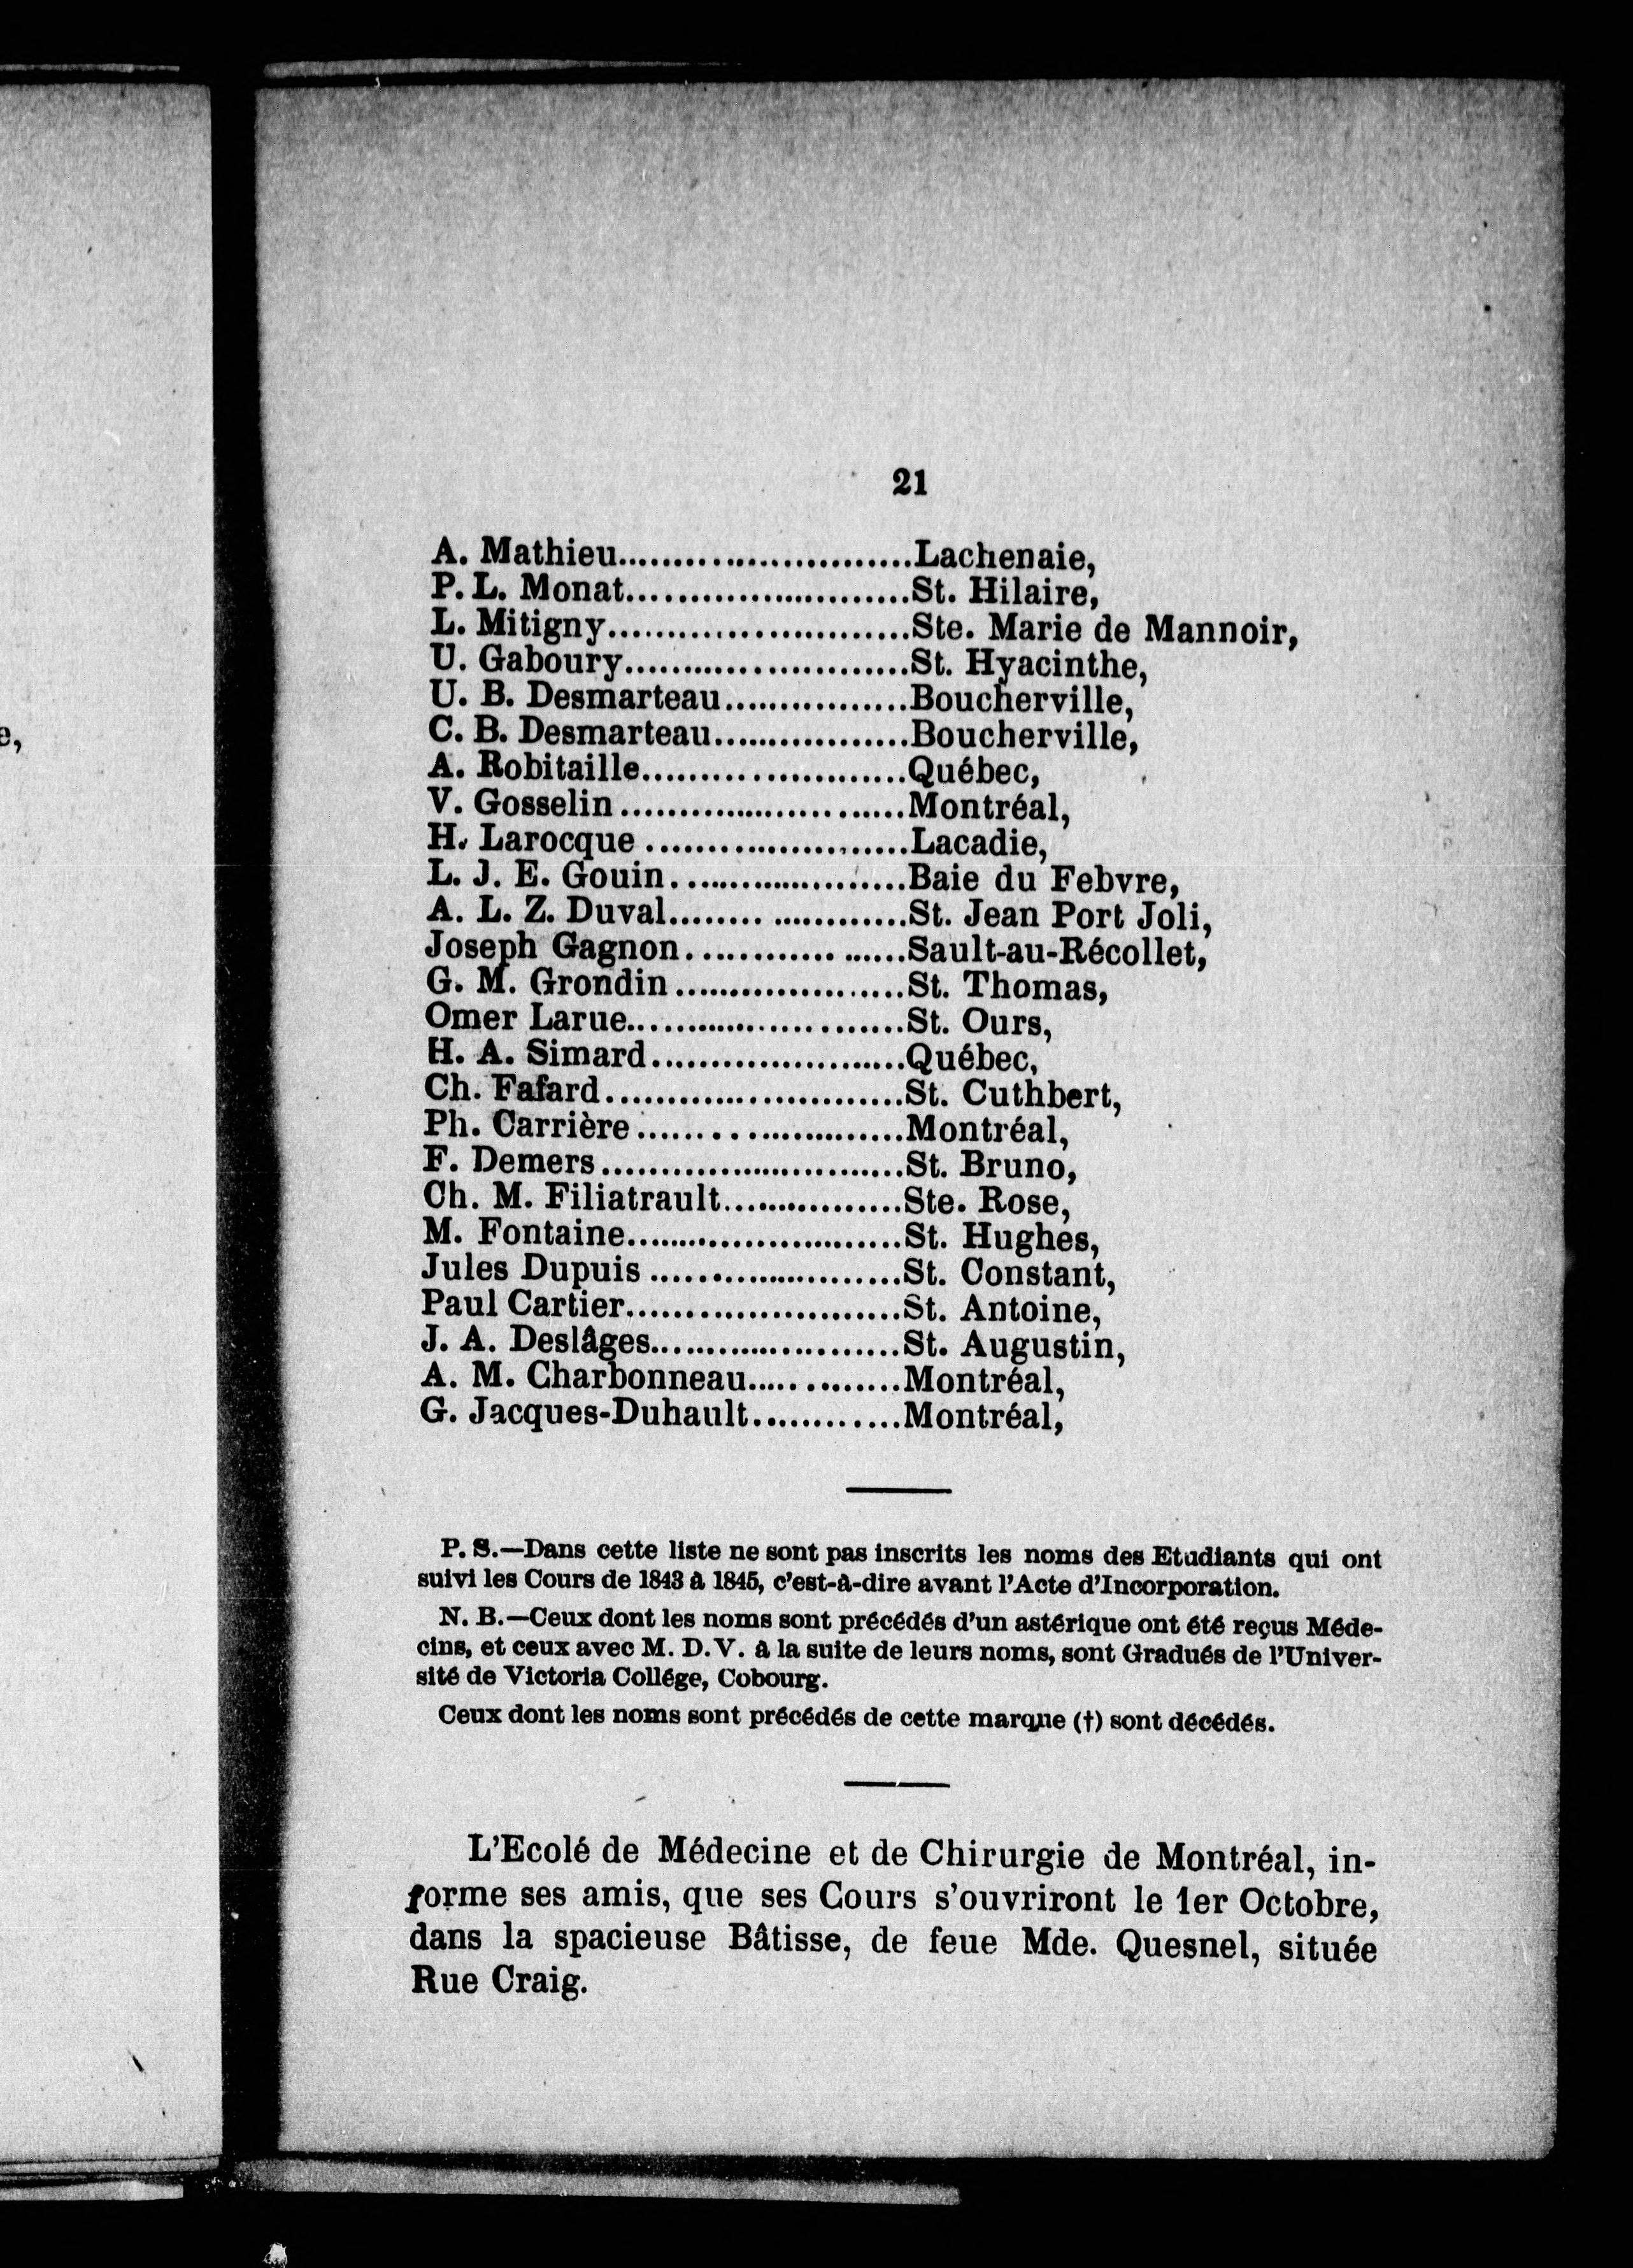 21
A. Mathieu.............................Lachenaie,
P. L. Monat............................St. Hilaire,
L. Mitigny.............................Ste. Marie de Mannoir,
U. Gaboury............................St. Hyacinthe,
U. B. Desmarteau..................Boucherville,
C. B. Desmarteau...................Boucherville,
A. Robitaille..........................Québec,
V. Gosselin ............................Montréal,
H. Larocque ..........................Lacadie,
L. J. E. Gouin........................Baie du Febvre,
A. L. Z. Duval........ .............St. Jean Port Joli,
Joseph Gagnon............. ......Sault-au-Récollet,
G. M. Grondin .......................St. Thomas,
Omer Larue...........................St. Ours,
H. A. Simard.........................Québec,
Ch. Fafard.............................St. Cuthbert,
Ph. Carrière ..........................Montréal,
F. Demers..............................St. Bruno,
Ch. M. Filiatrault..................Ste. Rose,
M. Fontaine...........................St. Hughes,
Jules Dupuis .........................St. Constant,
Paul Cartier...........................St. Antoine,
J. A. Deslâges.........................St. Augustin,
A. M. Charbonneau...............Montréal,
G. Jacques-Duhault...............Montréal,
P. S.—Dans cette liste ne sont pas inscrits les noms des Etudiants qui ont
suivi les Cours de 1843 à 1845, c'est-à-dire avant l'Acte d'Incorporation.
N. B.—Ceux dont les noms sont précédés d'un astérique ont été reçus Méde-
cins, et ceux avec M. D. V. à la suite de leurs noms, sont Gradués de l'Univer-
sité de Victoria Collége, Cobourg.
Ceux dont les noms sont précédés de cette marque (†) sont décédés.
L'Ecolé de Médecine et de Chirurgie de Montréal, in-
forme ses amis, que ses Cours s'ouvriront le 1er Octobre,
dans la spacieuse Bâtisse, de feue Mde. Quesnel, située
Rue Craig.